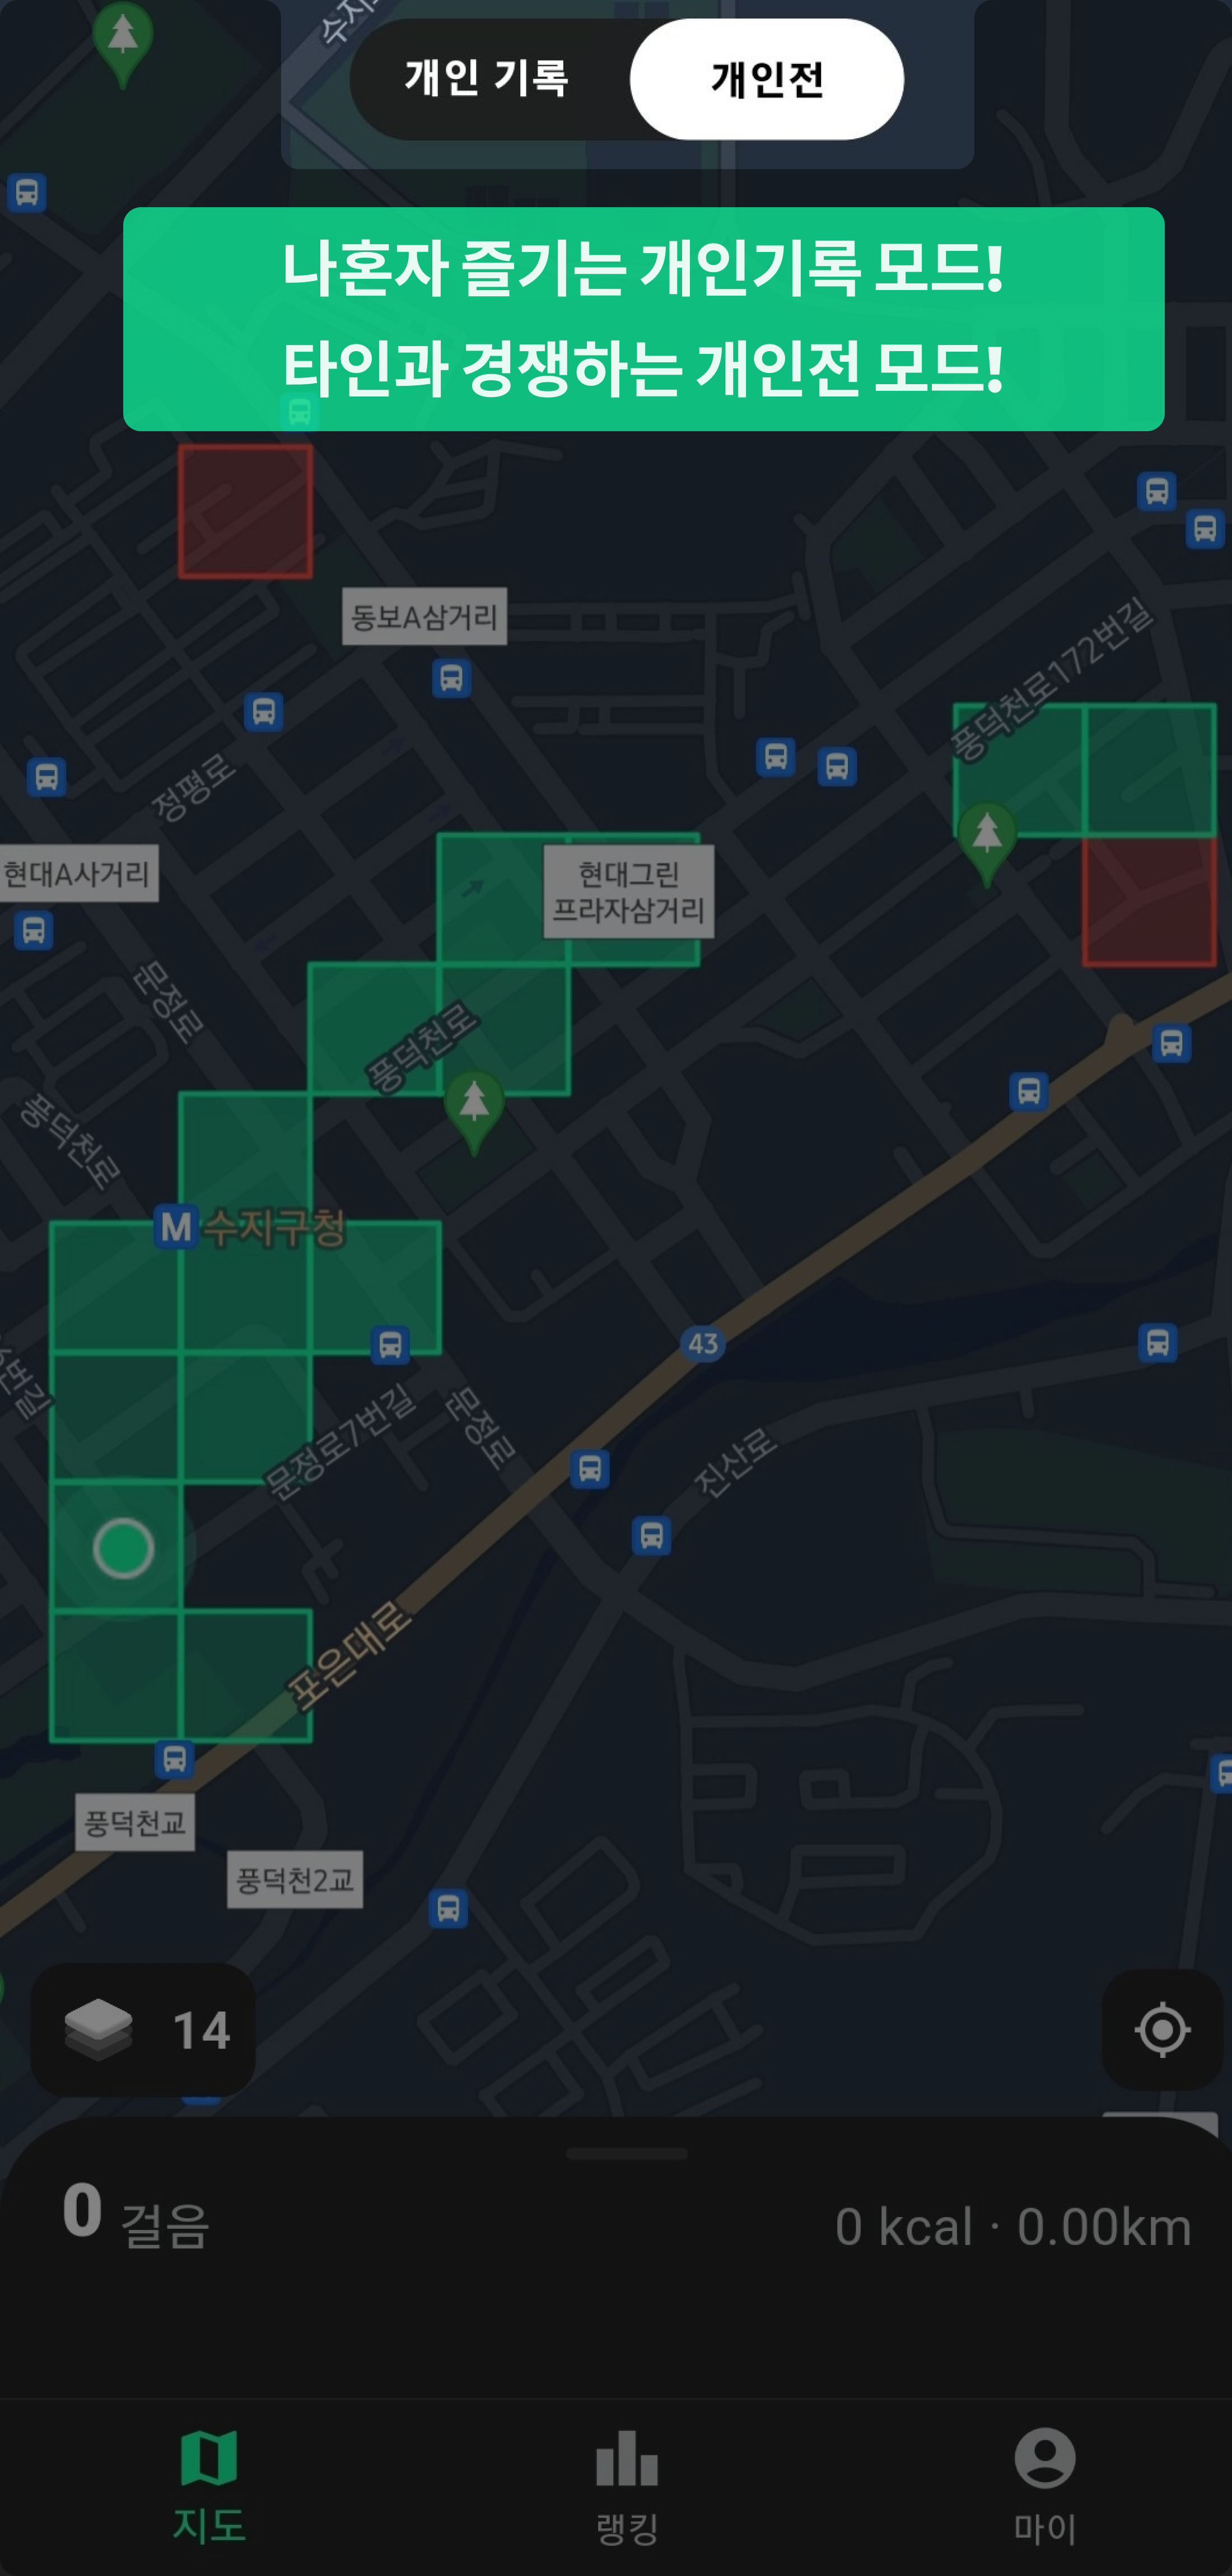 개인 기록
개인전
나혼자 즐기는 개인기록 모드!
타인과 경쟁하는 개인전 모드!
동보A삼거리
풍덕천로172번길
정평로
현대A사거리
현대그린
프라자삼거리
문정로
풍덕천로
풍덕천로
M 수지구청
43
문정로7번길
문정로
진산로
포은대로
풍덕천교
풍덕천2교
14
0 걸음
0 kcal · 0.00km
지도
랭킹
마이